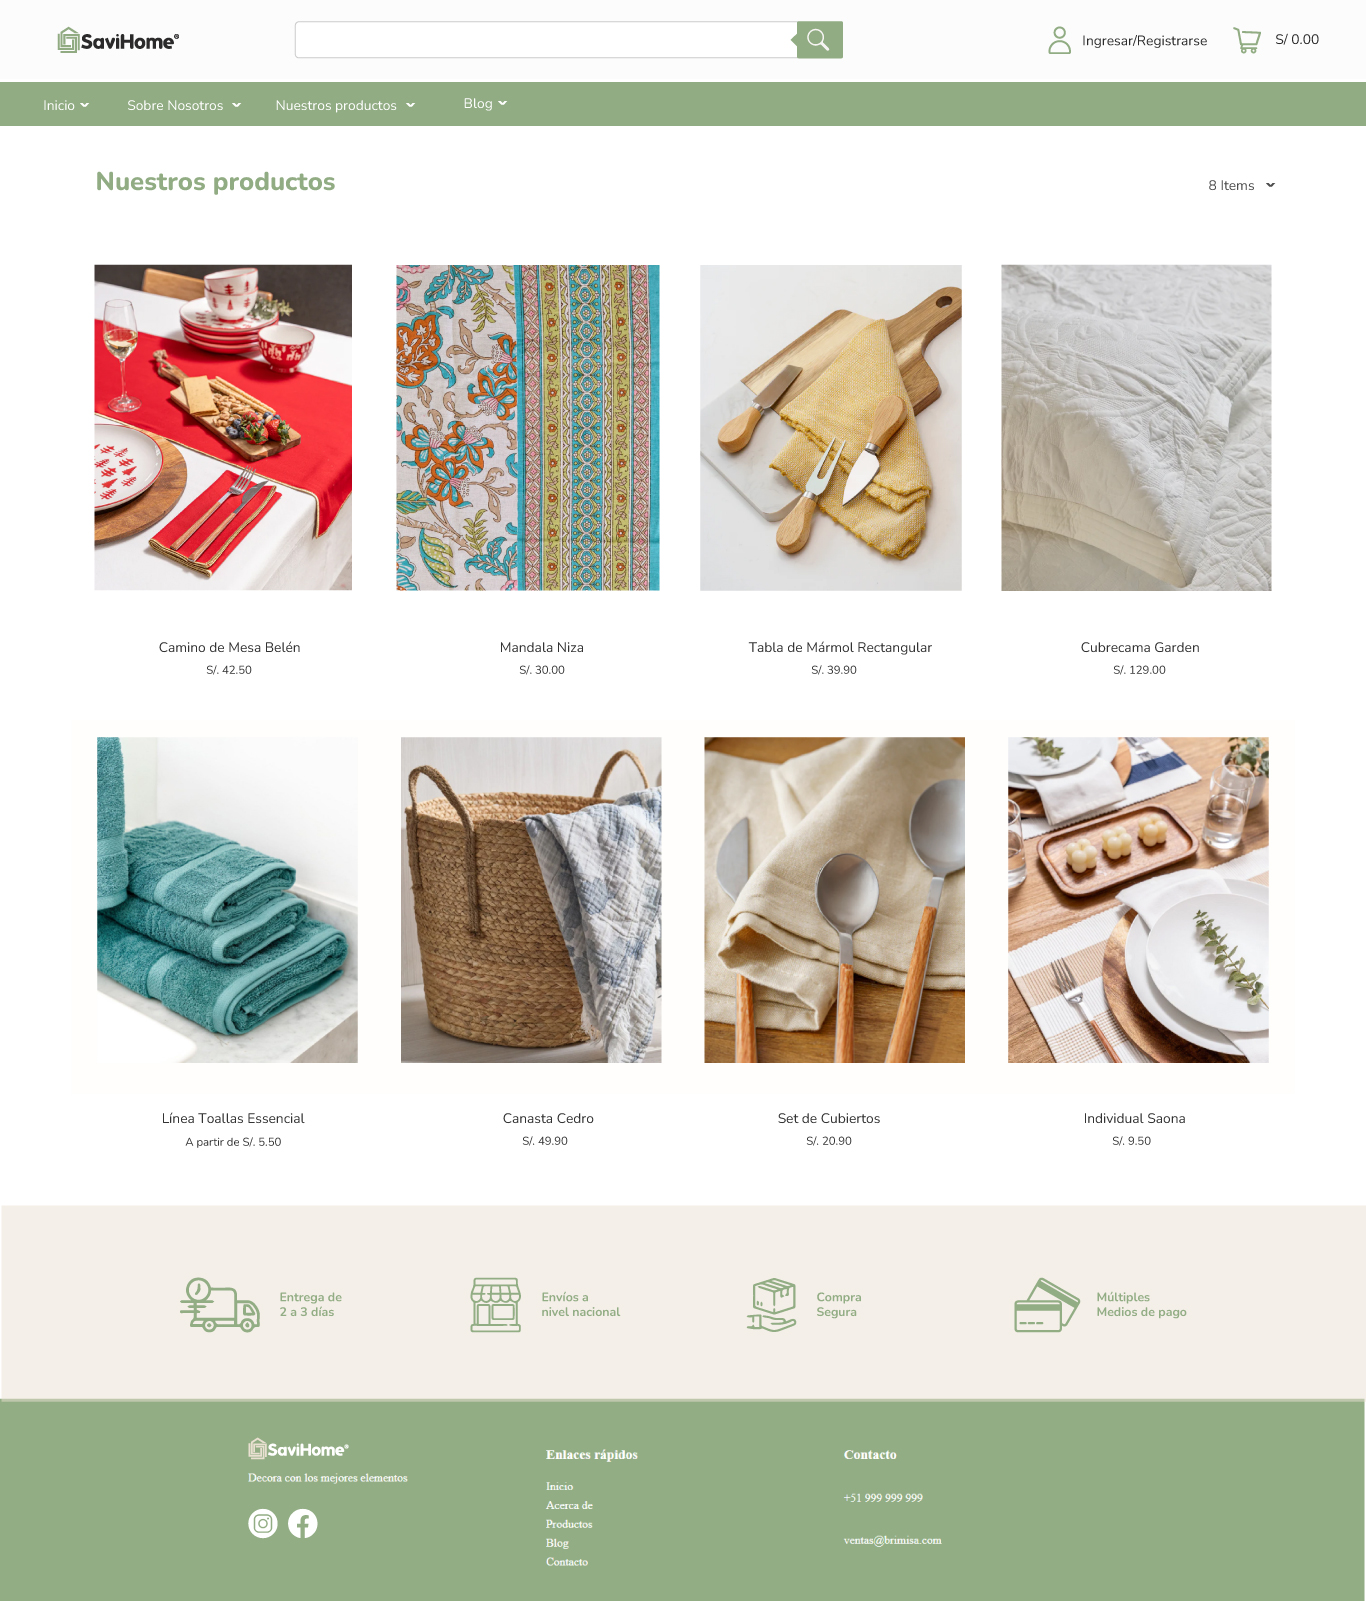 SaviHome®
Ingresar/Registrarse
S/ 0.00
Inicio
Sobre Nosotros
Nuestros productos
Blog
Nuestros productos
8 Items
Camino de Mesa Belén
S/. 42.50
Mandala Niza
S/. 30.00
Tabla de Mármol Rectangular
S/. 39.90
Cubrecama Garden
S/. 129.00
Línea Toallas Essencial
A partir de S/. 5.50
Canasta Cedro
S/. 49.90
Set de Cubiertos
S/. 20.90
Individual Saona
S/. 9.50
Entrega de
2 a 3 días
Envíos a
nivel nacional
Compra
Segura
Múltiples
Medios de pago
SaviHome®
Decora con los mejores elementos
Enlaces rápidos
Inicio
Acerca de
Productos
Blog
Contacto
Contacto
+51 999 999 999
ventas@brimisa.com